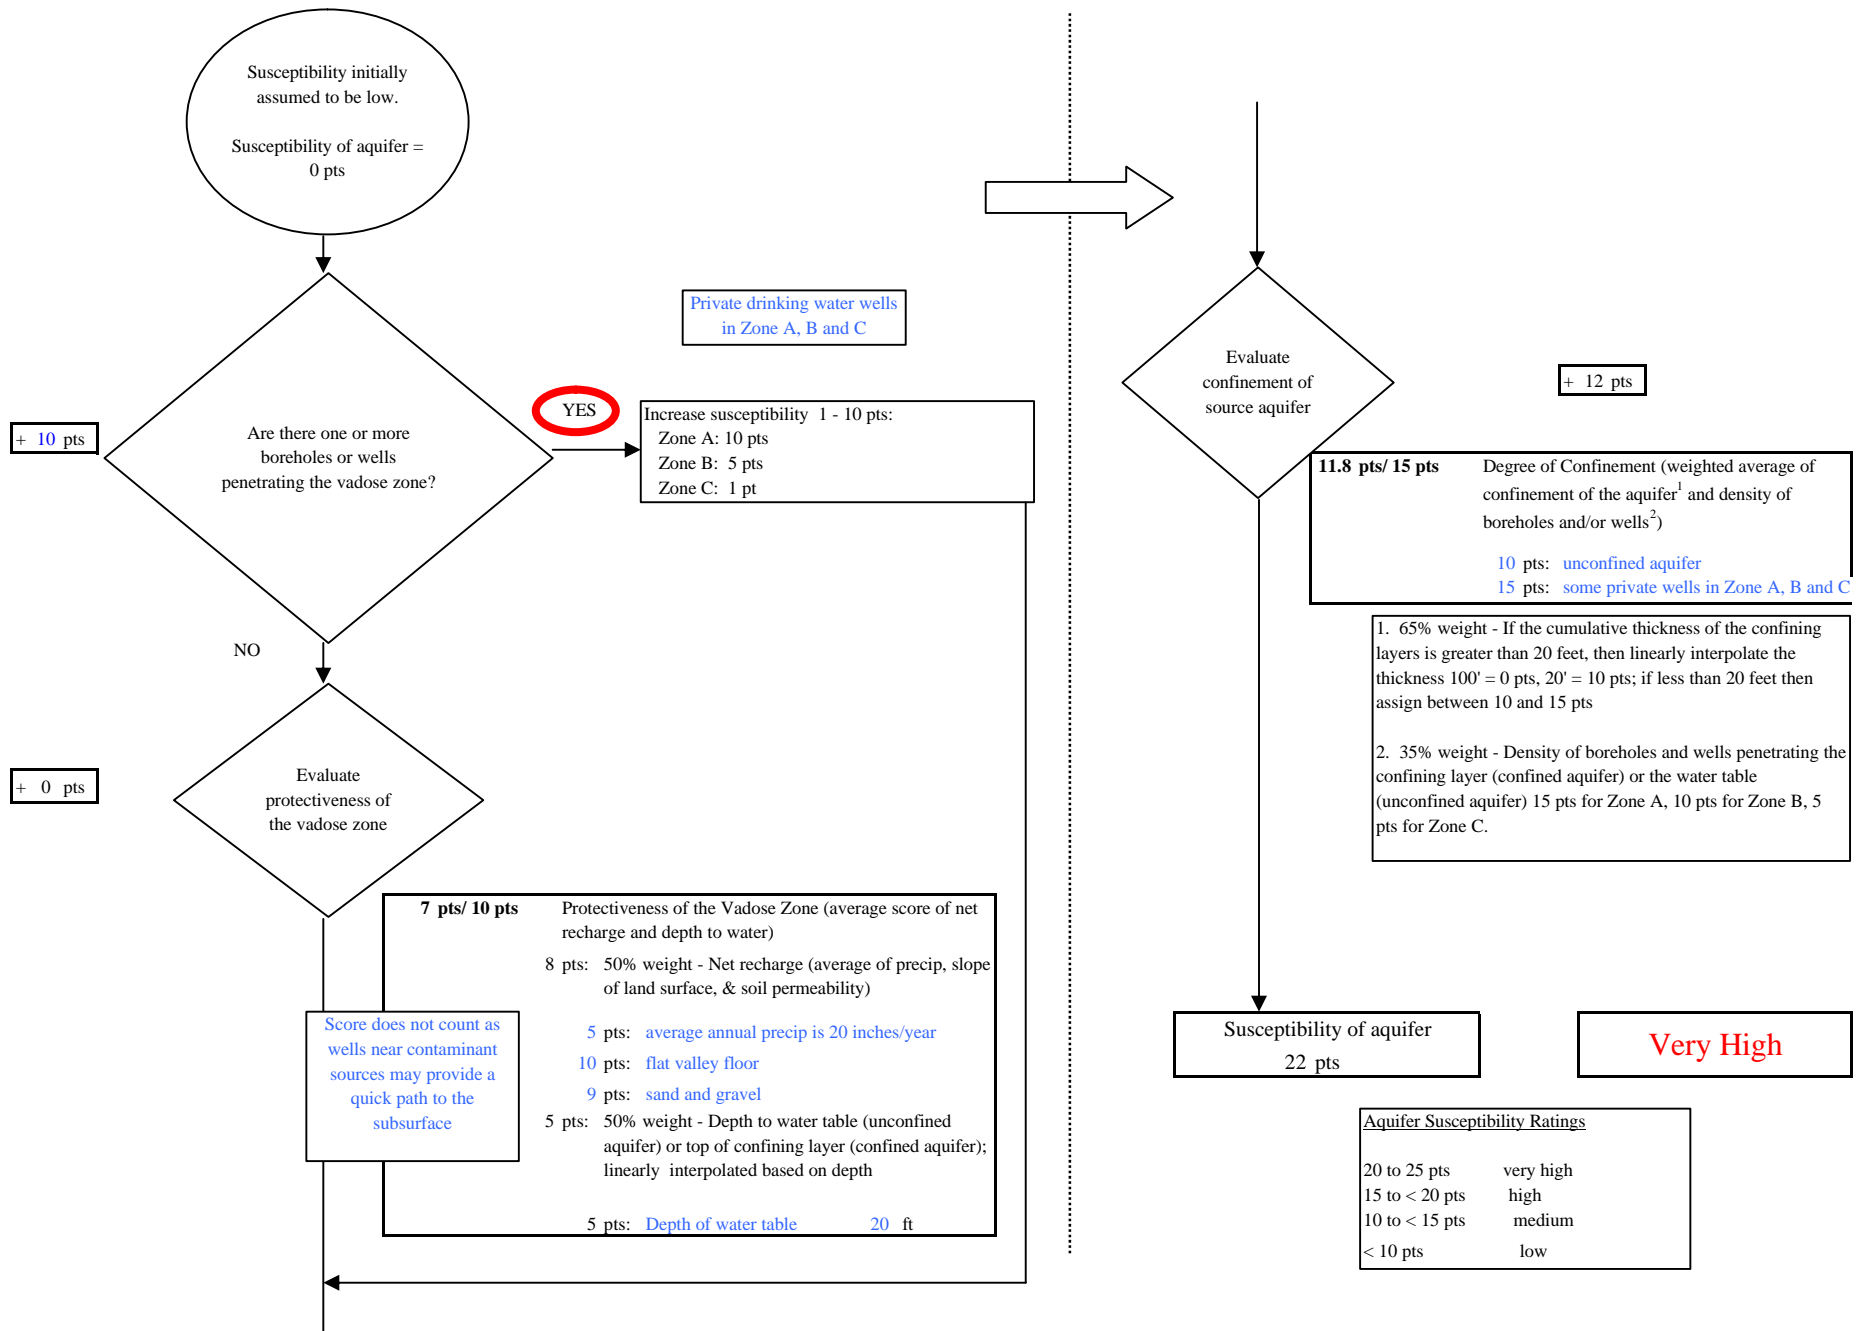 Susceptibility initially
assumed to be low.
Susceptibility of aquifer =
0 pts
Private drinking water wells
in Zone A, B and C
YES
+ 10 pts
Are there one or more
boreholes or wells
penetrating the vadose zone?
Increase susceptibility 1 - 10 pts:
Zone A: 10 pts
Zone B: 5 pts
Zone C: 1 pt
NO
+ 0 pts
Evaluate
protectiveness of
the vadose zone
7 pts/ 10 pts Protectiveness of the Vadose Zone (average score of net
recharge and depth to water)
8 pts: 50% weight - Net recharge (average of precip, slope
of land surface, & soil permeability)
5 pts: average annual precip is 20 inches/year
10 pts: flat valley floor
9 pts: sand and gravel
5 pts: 50% weight - Depth to water table (unconfined
aquifer) or top of confining layer (confined aquifer);
linearly interpolated based on depth
5 pts: Depth of water table 20 ft
Score does not count as
wells near contaminant
sources may provide a
quick path to the
subsurface
Evaluate
confinement of
source aquifer
+ 12 pts
11.8 pts/ 15 pts Degree of Confinement (weighted average of
confinement of the aquifer1 and density of
boreholes and/or wells2)
10 pts: unconfined aquifer
15 pts: some private wells in Zone A, B and C
1. 65% weight - If the cumulative thickness of the confining
layers is greater than 20 feet, then linearly interpolate the
thickness 100' = 0 pts, 20' = 10 pts; if less than 20 feet then
assign between 10 and 15 pts
2. 35% weight - Density of boreholes and wells penetrating the
confining layer (confined aquifer) or the water table
(unconfined aquifer) 15 pts for Zone A, 10 pts for Zone B, 5
pts for Zone C.
Susceptibility of aquifer
22 pts
Very High
Aquifer Susceptibility Ratings
20 to 25 pts very high
15 to < 20 pts high
10 to < 15 pts medium
< 10 pts low